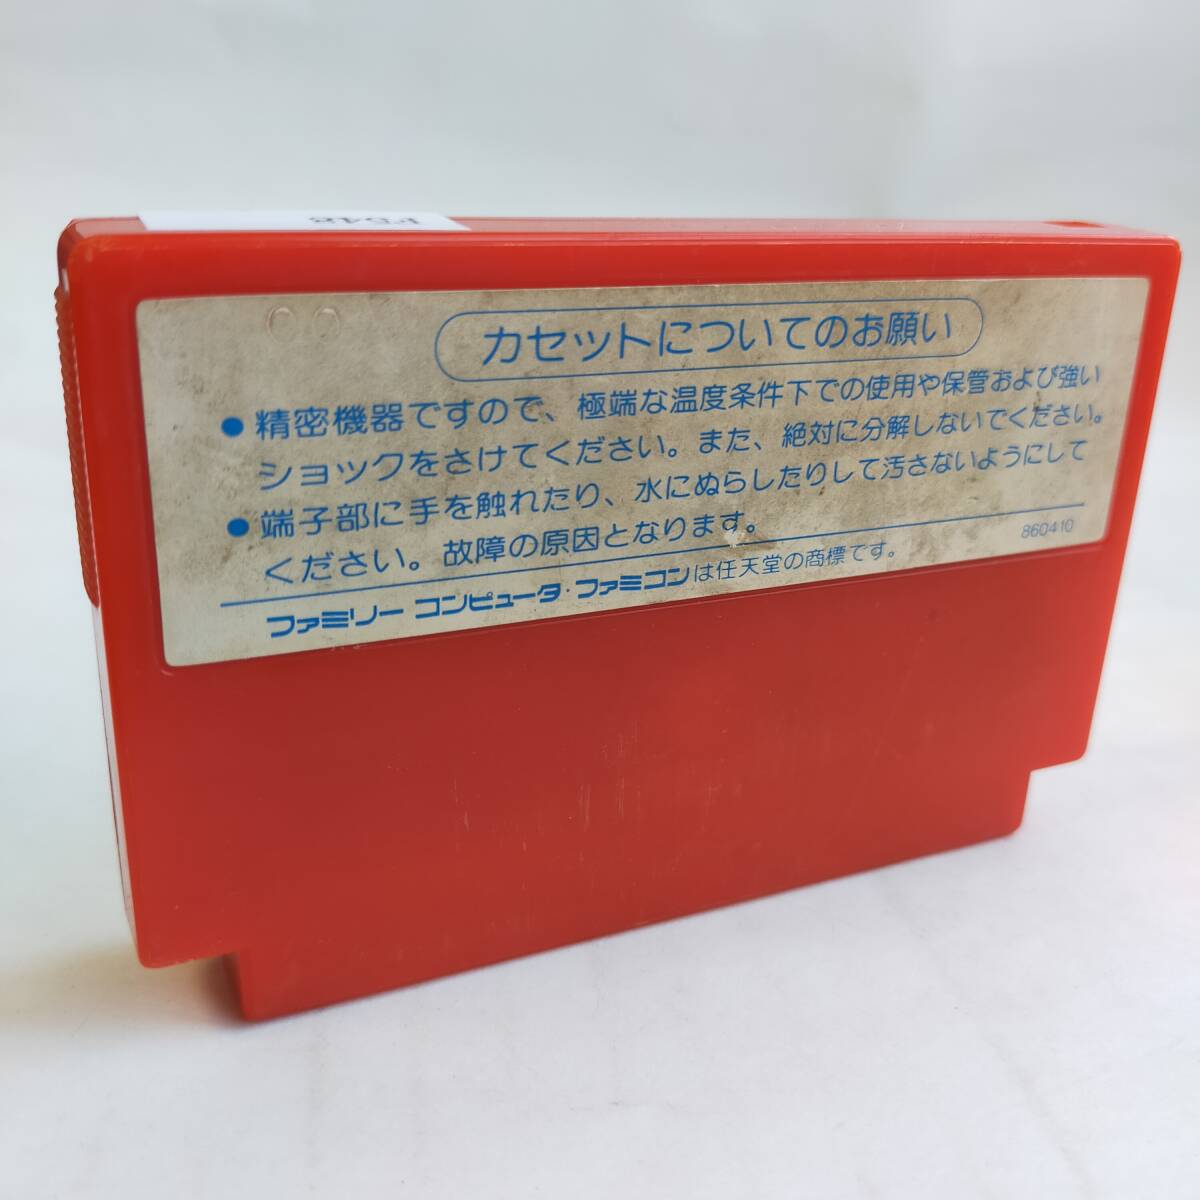 F548
カセットについてのお願い
● 精密機器ですので、極端な温度条件下での使用や保管および強い
ショックをさけてください。また、絶対に分解しないでください。
● 端子部に手を触れたり、水にぬらしたりして汚さないようにして
ください。故障の原因となります。
860410
ファミリー コンピュータ・ファミコンは任天堂の商標です。